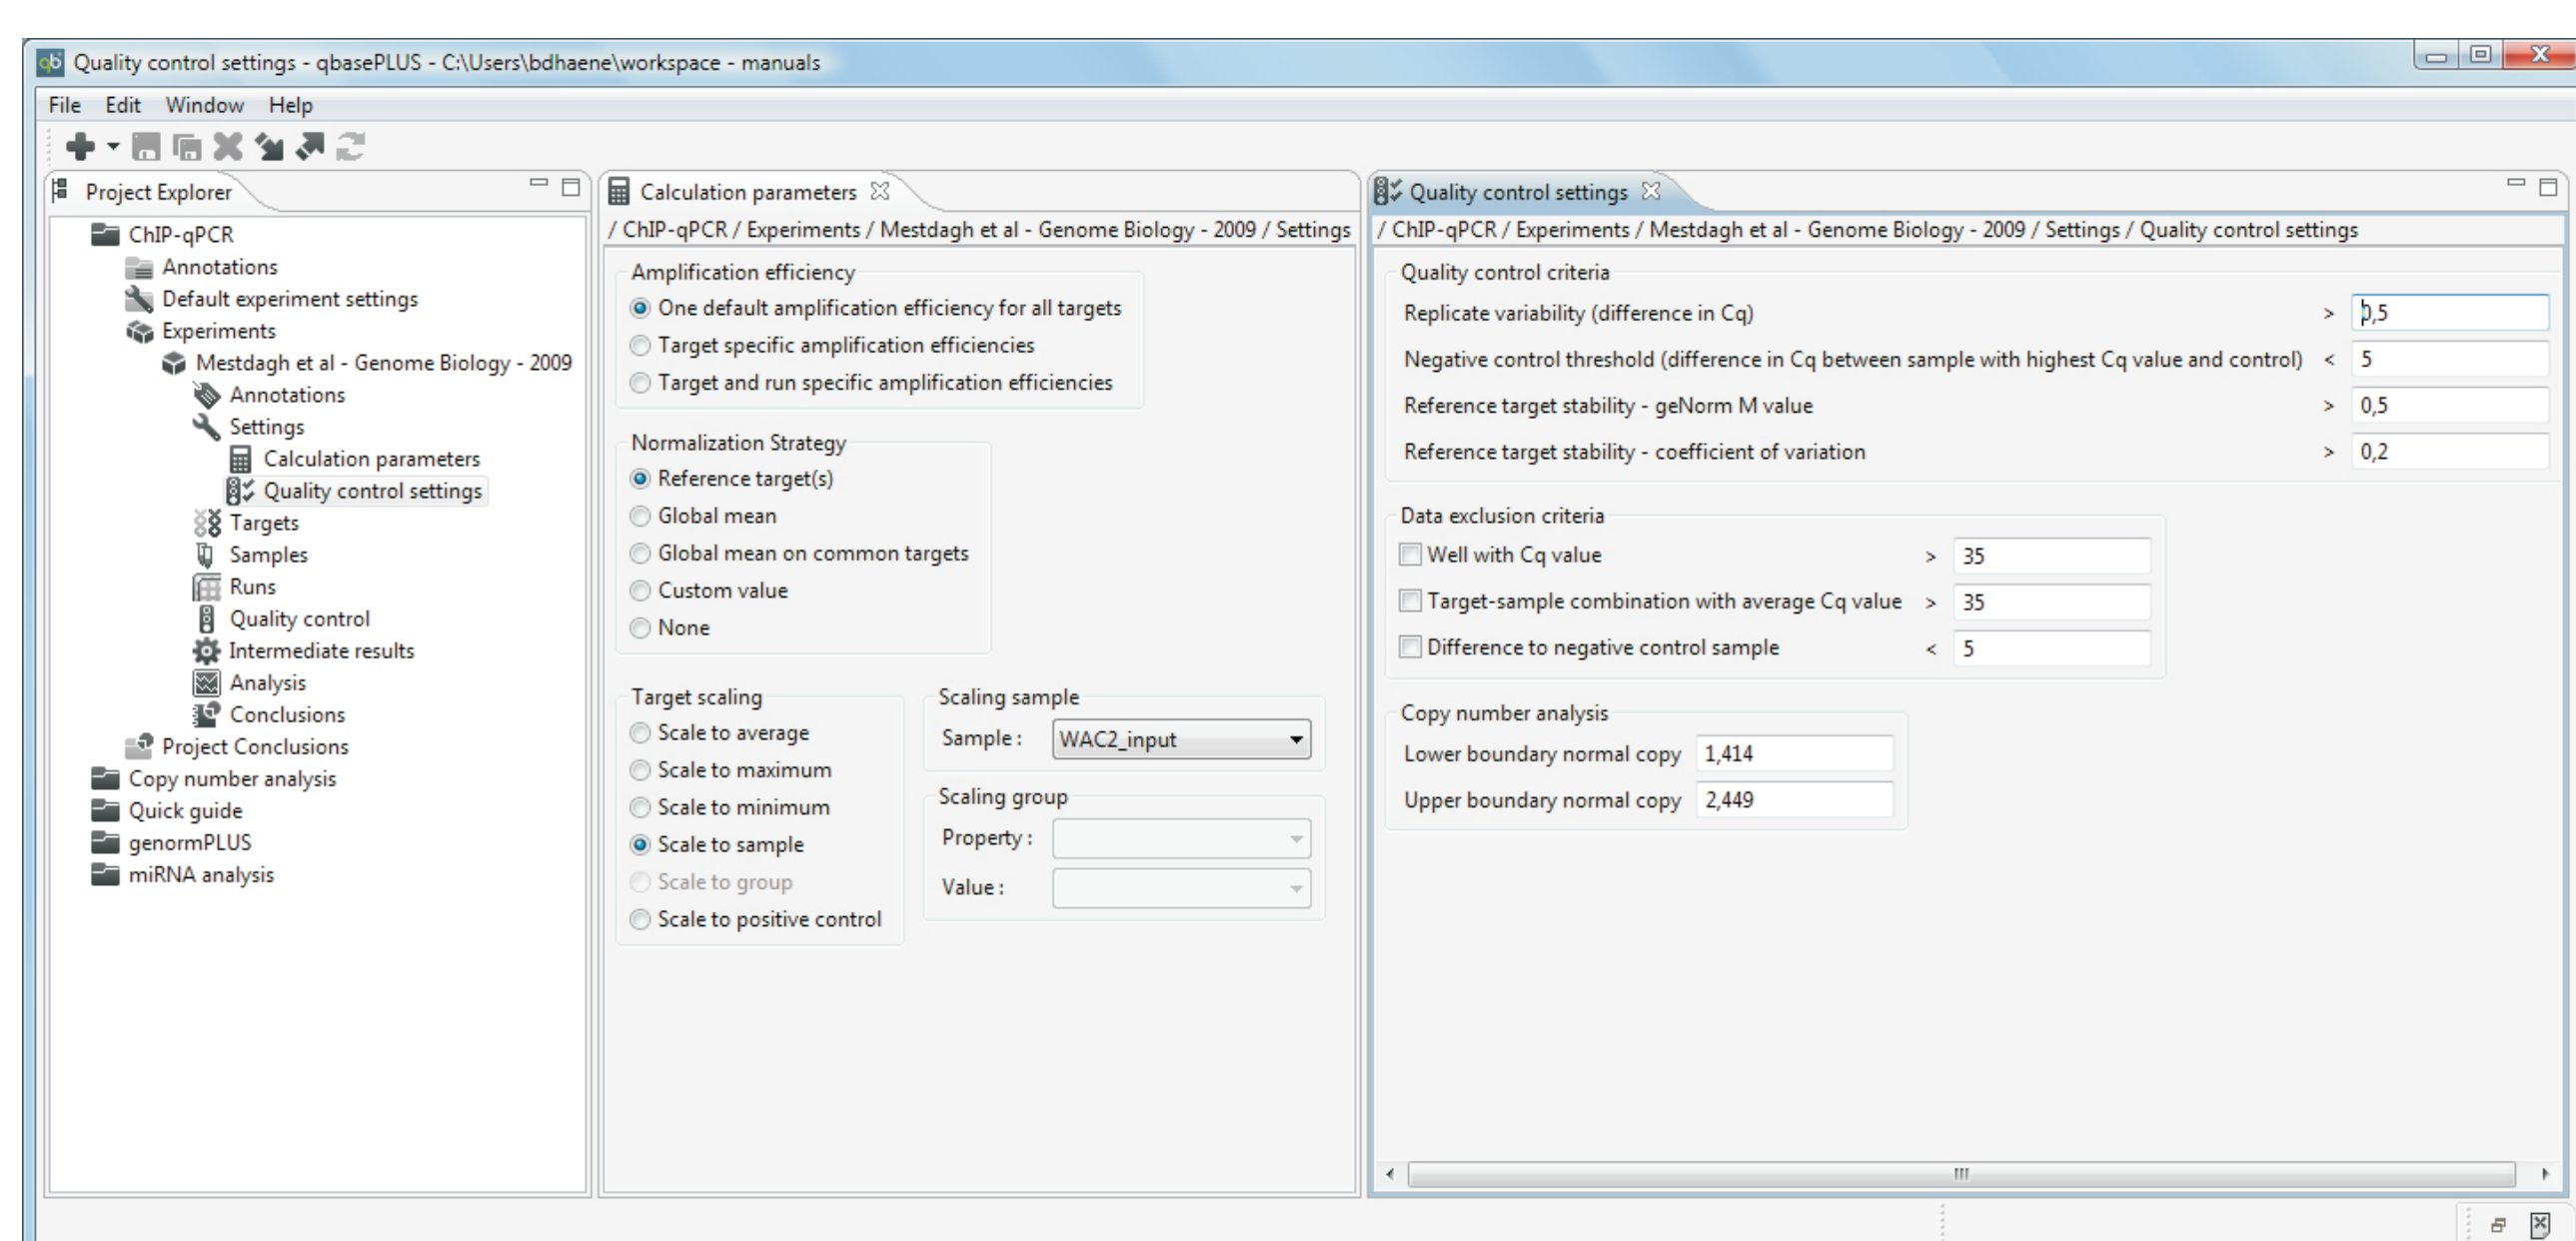 Quality control settings - qbasePLUS - C:\Users\bdhaene\workspace - manuals
File Edit Window Help
Project Explorer
ChIP-qPCR
Annotations
Default experiment settings
Experiments
Mestdagh et al - Genome Biology - 2009
Annotations
Settings
Calculation parameters
Quality control settings
Targets
Samples
Runs
Quality control
Intermediate results
Analysis
Conclusions
Project Conclusions
Copy number analysis
Quick guide
genormPLUS
miRNA analysis
Calculation parameters
/ ChIP-qPCR / Experiments / Mestdagh et al - Genome Biology - 2009 / Settings
Amplification efficiency
One default amplification efficiency for all targets
Target specific amplification efficiencies
Target and run specific amplification efficiencies
Normalization Strategy
Reference target(s)
Global mean
Global mean on common targets
Custom value
None
Target scaling
Scale to average
Scale to maximum
Scale to minimum
Scale to sample
Scale to group
Scale to positive control
Scaling sample
Sample : WAC2_input
Scaling group
Property :
Value :
Quality control settings
/ ChIP-qPCR / Experiments / Mestdagh et al - Genome Biology - 2009 / Settings / Quality control settings
Quality control criteria
Replicate variability (difference in Cq) > 0,5
Negative control threshold (difference in Cq between sample with highest Cq value and control) < 5
Reference target stability - geNorm M value > 0,5
Reference target stability - coefficient of variation > 0,2
Data exclusion criteria
Well with Cq value > 35
Target-sample combination with average Cq value > 35
Difference to negative control sample < 5
Copy number analysis
Lower boundary normal copy 1,414
Upper boundary normal copy 2,449